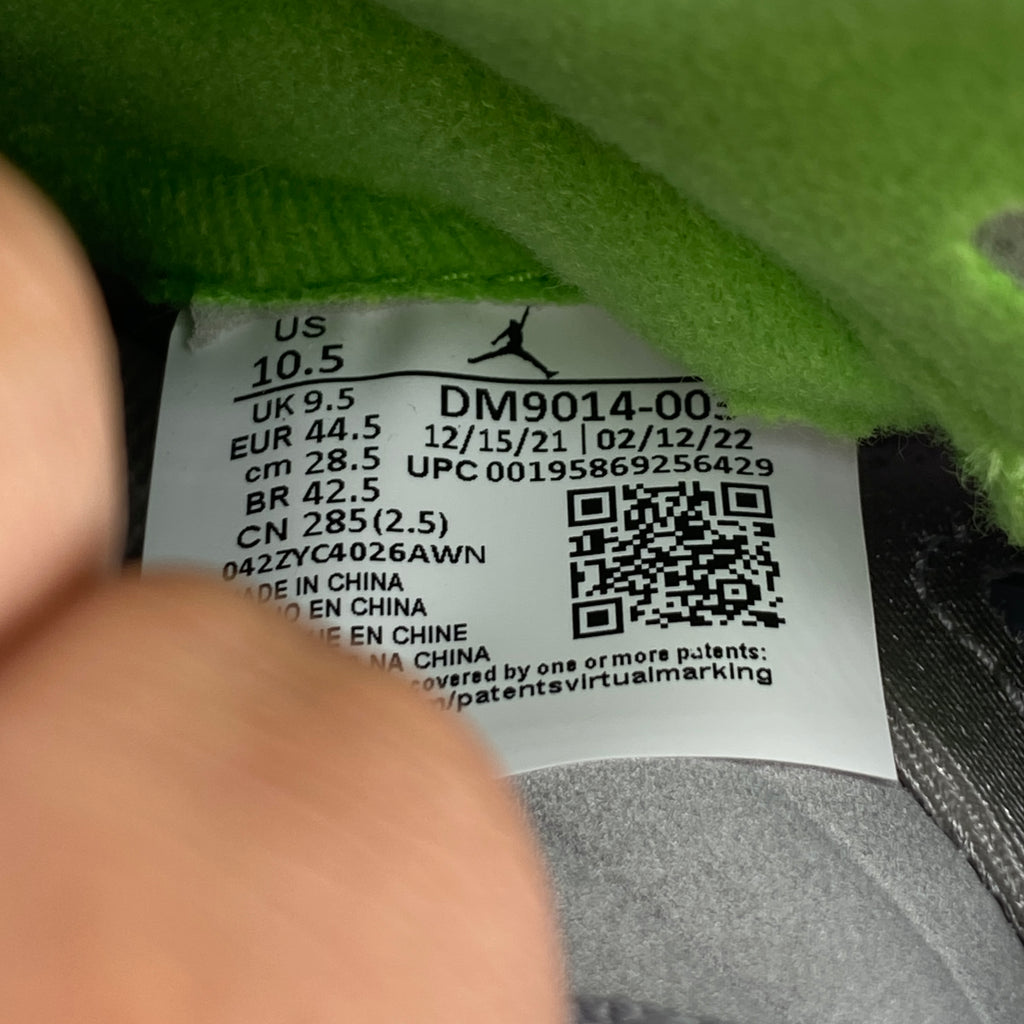 US
10.5
UK 9.5
EUR 44.5
cm 28.5
BR 42.5
CN 285(2.5)
042ZYC4026AWN
IN CHINA
EN CHINA
EN CHINE
CHINA
DM9014-00
12/15/21 | 02/12/22
UPC 00195869256429
covered by one or more patents:
/patentsvirtualmarking